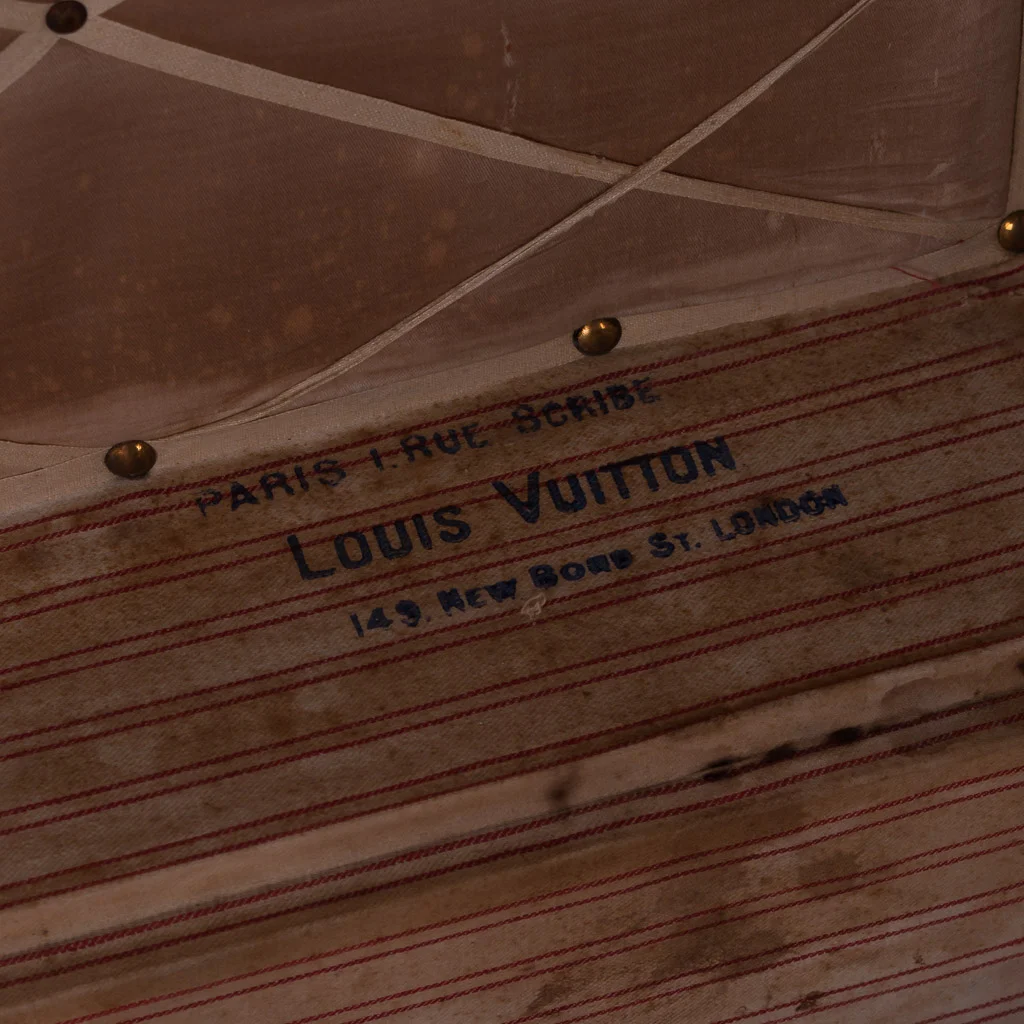 PARIS 1. RUE SCRIBE
LOUIS VUITTON
149, NEW BOND ST. LONDON